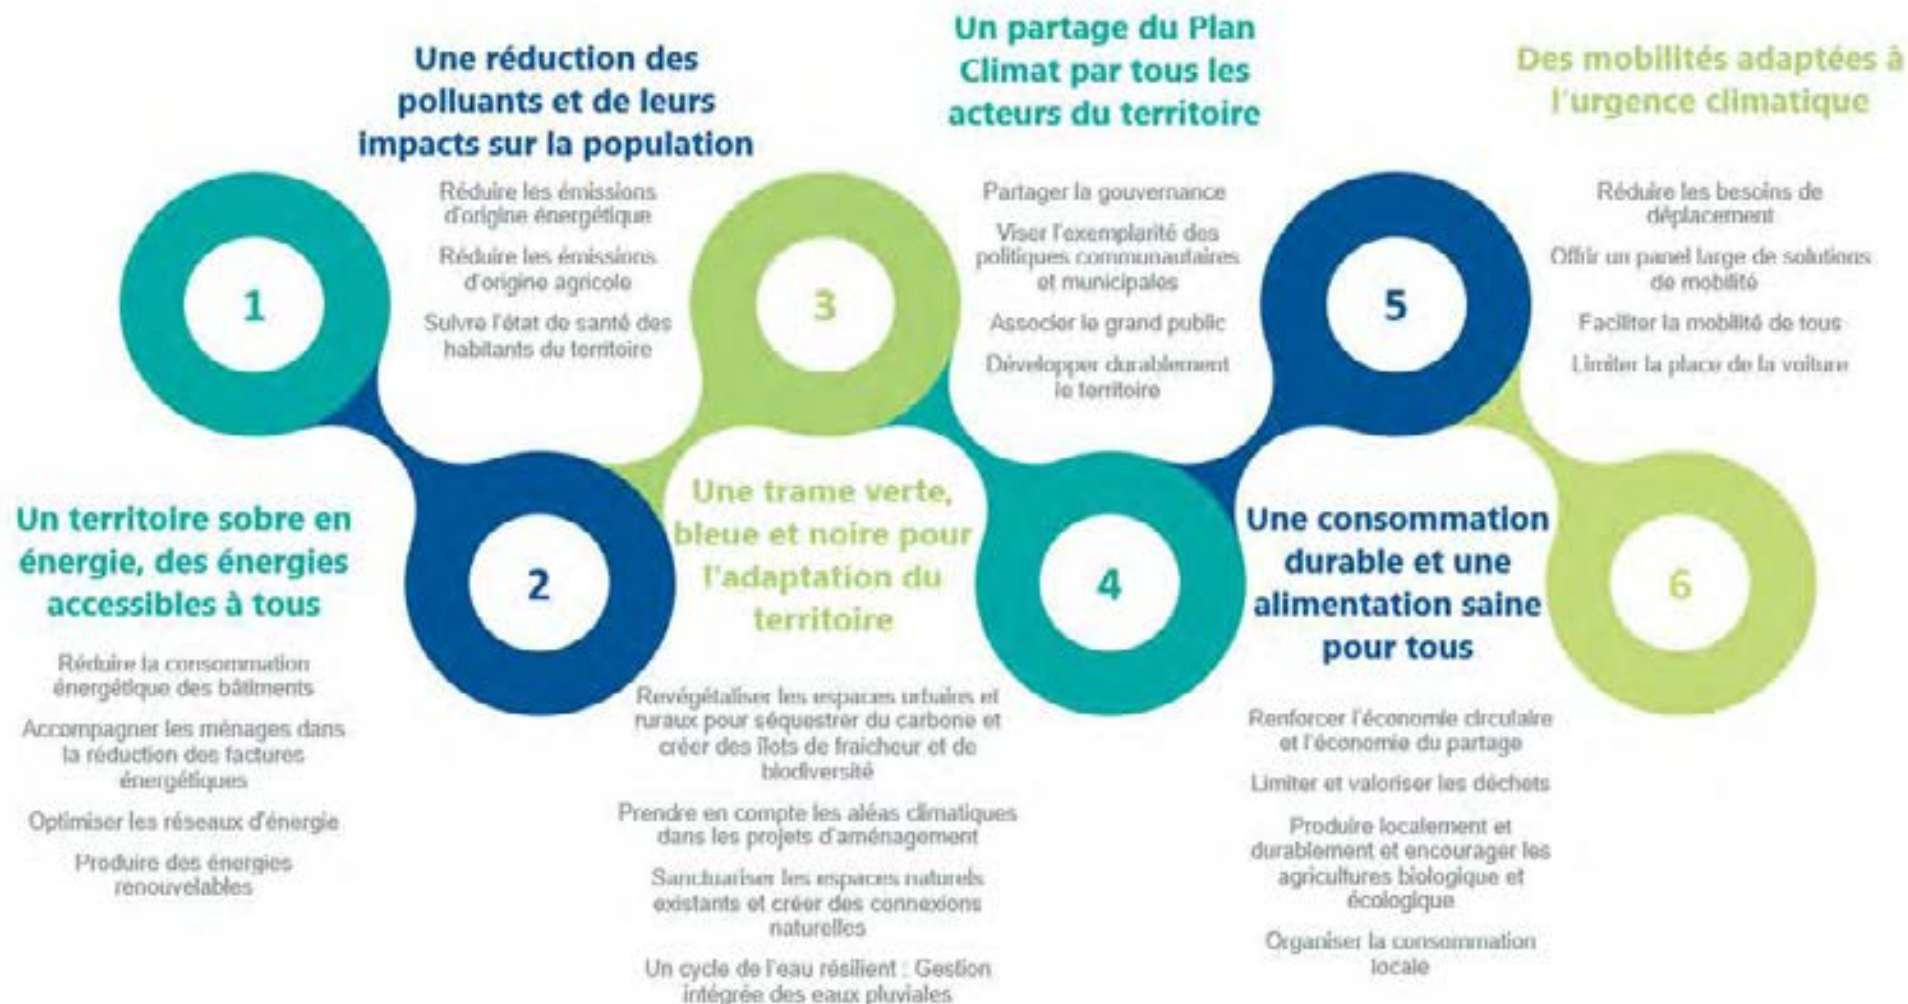 1
Un territoire sobre en
énergie, des énergies
accessibles à tous
Réduire la consommation
énergétique des bâtiments
Accompagner les ménages dans
la réduction des factures
énergétiques
Optimiser les réseaux d'énergie
Produire des énergies
renouvelables
Une réduction des
polluants et de leurs
impacts sur la population
Réduire les émissions
d'origine énergétique
Réduire les émissions
d'origine agricole
Suivre l'état de santé des
habitants du territoire
2
3
Une trame verte,
bleue et noire pour
l'adaptation du
territoire
Revégétaliser les espaces urbains et
ruraux pour séquestrer du carbone et
créer des îlots de fraicheur et de
biodiversité
Prendre en compte les aléas climatiques
dans les projets d'aménagement
Sanctuariser les espaces naturels
existants et créer des connexions
naturelles
Un cycle de l'eau résilient : Gestion
intégrée des eaux pluviales
Un partage du Plan
Climat par tous les
acteurs du territoire
Partager la gouvernance
Viser l'exemplarité des
politiques communautaires
et municipales
Associer le grand public
Développer durablement
le territoire
4
5
Une consommation
durable et une
alimentation saine
pour tous
Renforcer l'économie circulaire
et l'économie du partage
Limiter et valoriser les déchets
Produire localement et
durablement et encourager les
agricultures biologique et
écologique
Organiser la consommation
locale
Des mobilités adaptées à
l'urgence climatique
Réduire les besoins de
déplacement
Offrir un panel large de solutions
de mobilité
Faciliter la mobilité de tous
Limiter la place de la voiture
6